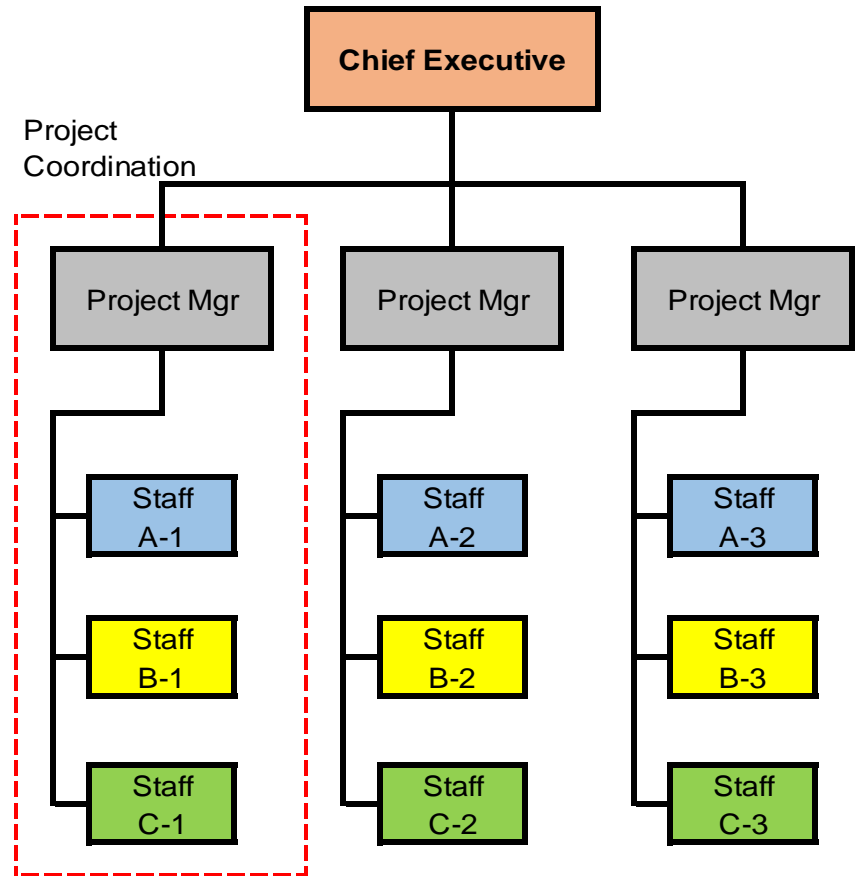 Chief Executive
Project
Coordination
Project Mgr
Project Mgr
Project Mgr
Staff
A-1
Staff
A-2
Staff
A-3
Staff
B-1
Staff
B-2
Staff
B-3
Staff
C-1
Staff
C-2
Staff
C-3